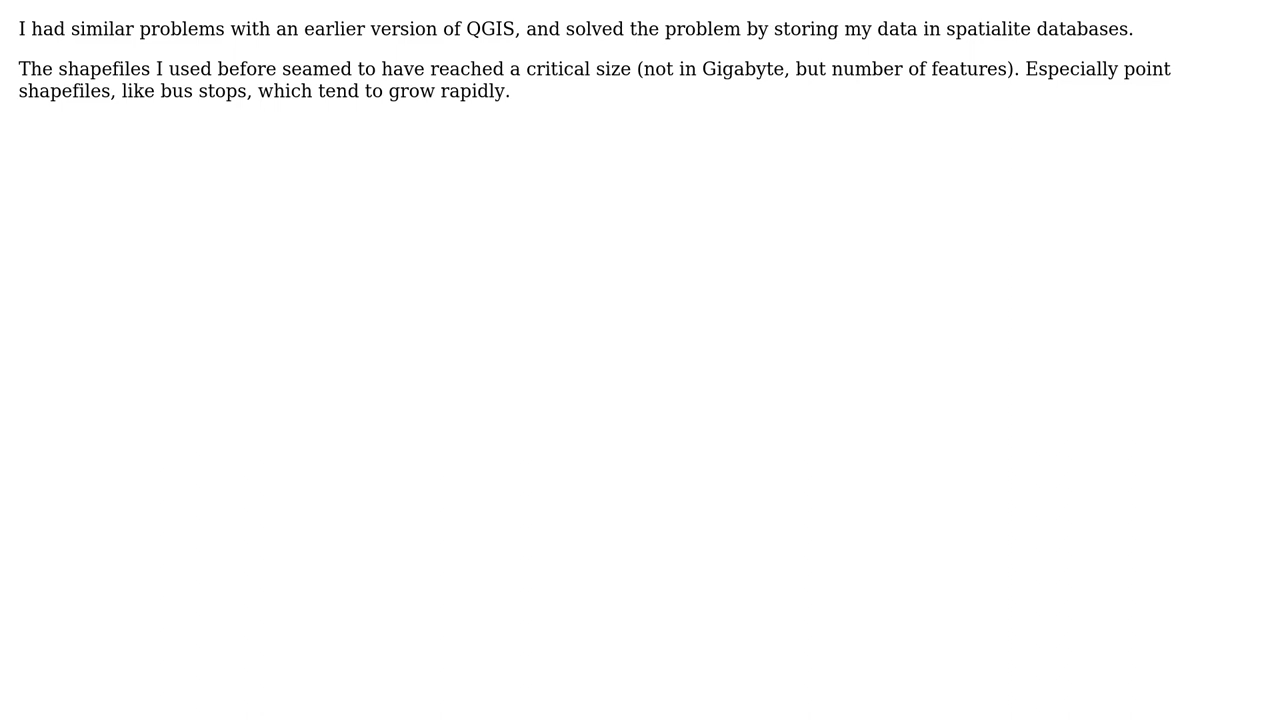 I had similar problems with an earlier version of QGIS, and solved the problem by storing my data in spatialite databases.
The shapefiles I used before seamed to have reached a critical size (not in Gigabyte, but number of features). Especially point
shapefiles, like bus stops, which tend to grow rapidly.